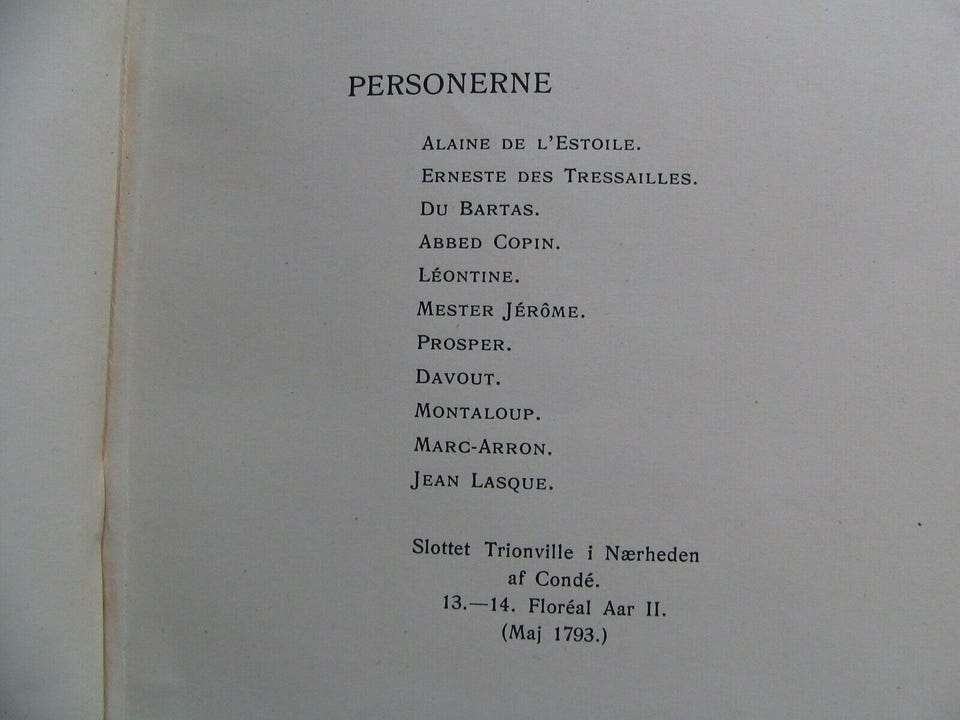 PERSONERNE
ALAINE DE L'ESTOILE.
ERNESTE DES TRESSAILLES.
DU BARTAS.
ABBED COPIN.
LÉONTINE.
MESTER JÉRÔME.
PROSPER.
DAVOUT.
MONTALOUP.
MARC-ARRON.
JEAN LASQUE.
Slottet Trionville i Nærheden
af Condé.
13.—14. Floréal Aar II.
(Maj 1793.)